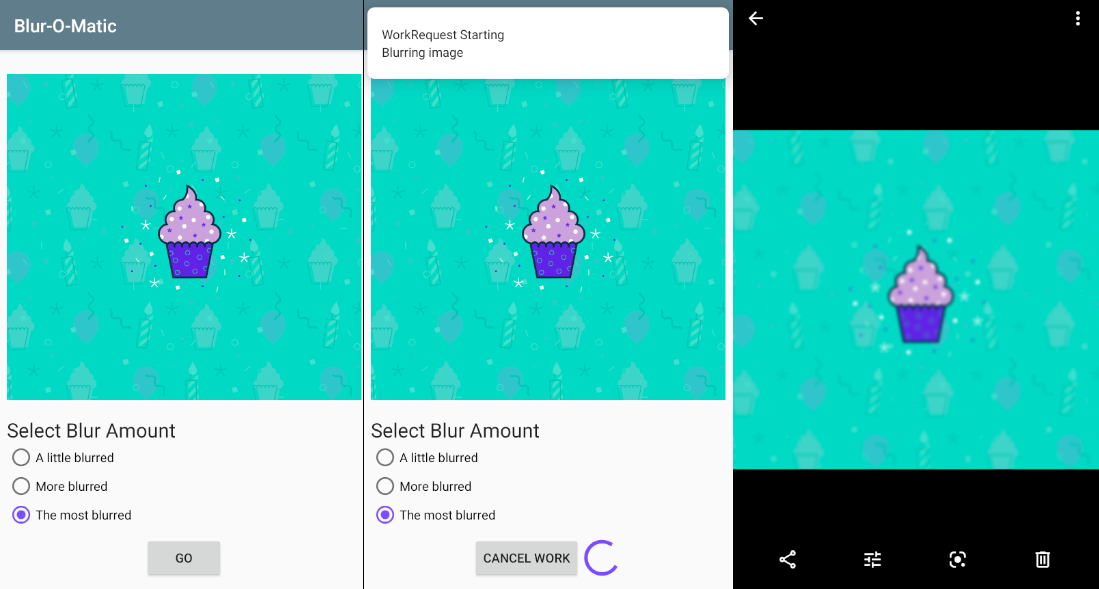 Blur-O-Matic
Select Blur Amount
A little blurred
More blurred
The most blurred
GO
WorkRequest Starting
Blurring image
Select Blur Amount
A little blurred
More blurred
The most blurred
CANCEL WORK